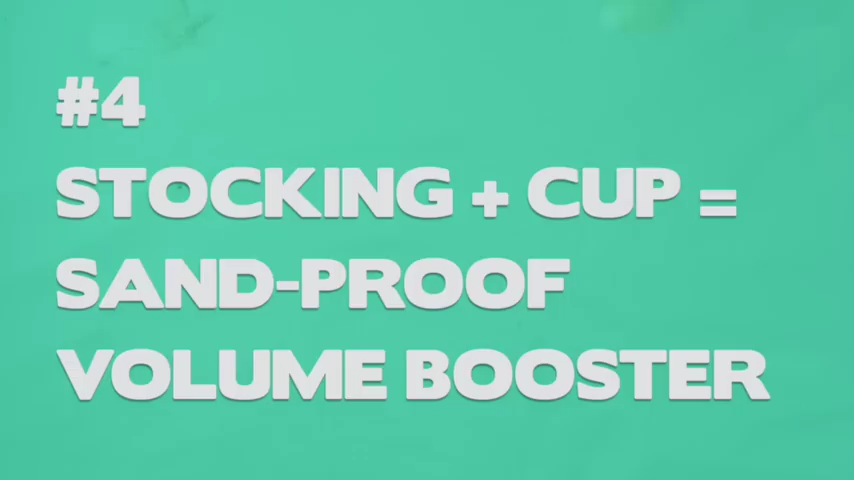 #4
STOCKING + CUP =
SAND-PROOF
VOLUME BOOSTER